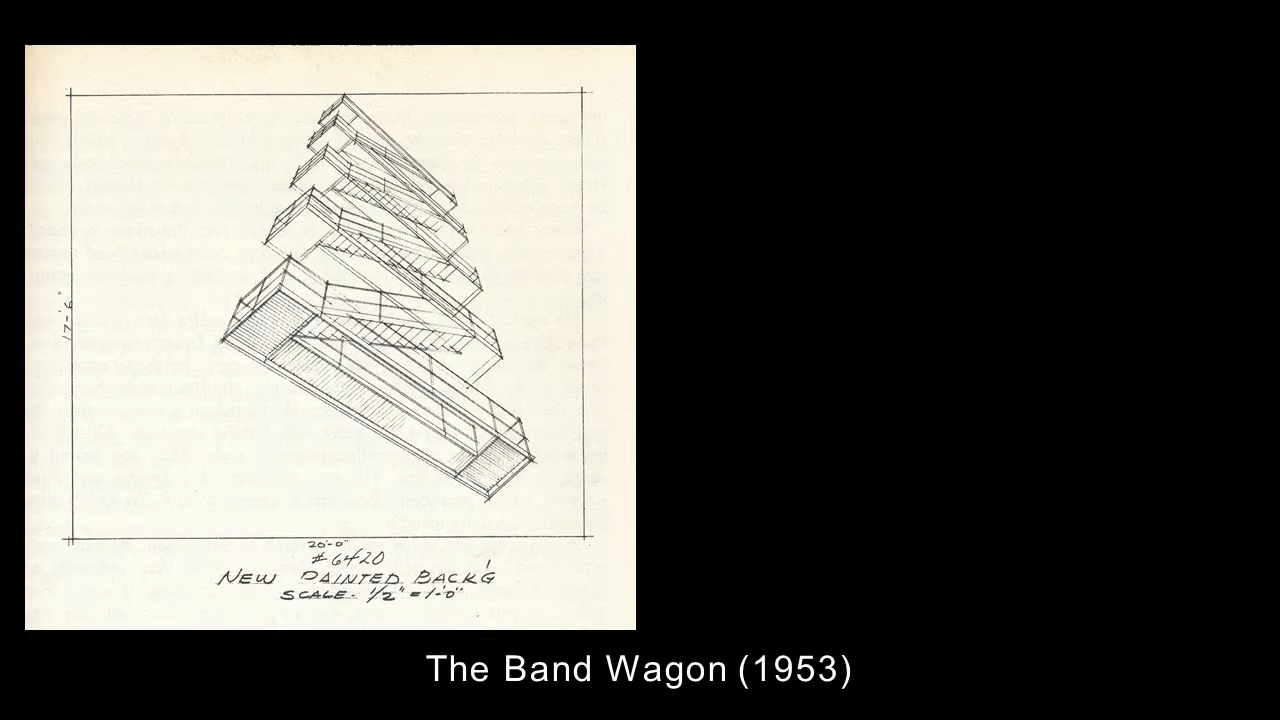 17'-6"
20'-0"
#6420
NEW PAINTED BACKG'
SCALE- 1/2" = 1'-0"
The Band Wagon (1953)